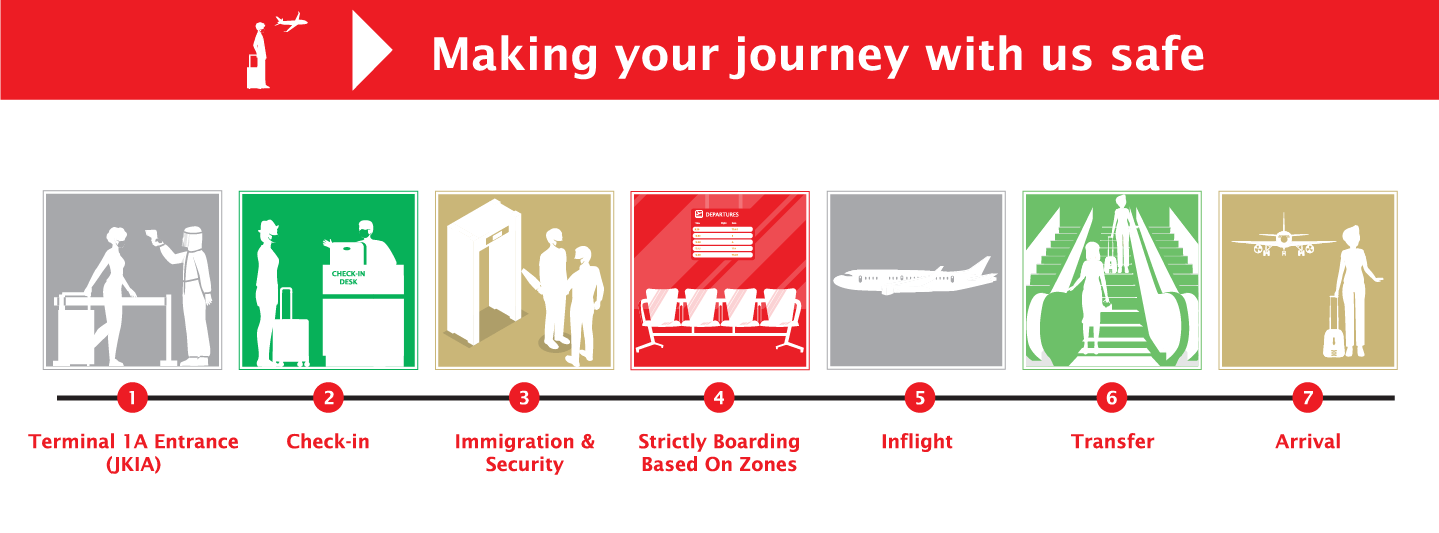 Making your journey with us safe
DEPARTURES
CHECK-IN
DESK
1
2
3
4
5
6
7
Terminal 1A Entrance
(JKIA)
Check-in
Immigration &
Security
Strictly Boarding
Based On Zones
Inflight
Transfer
Arrival